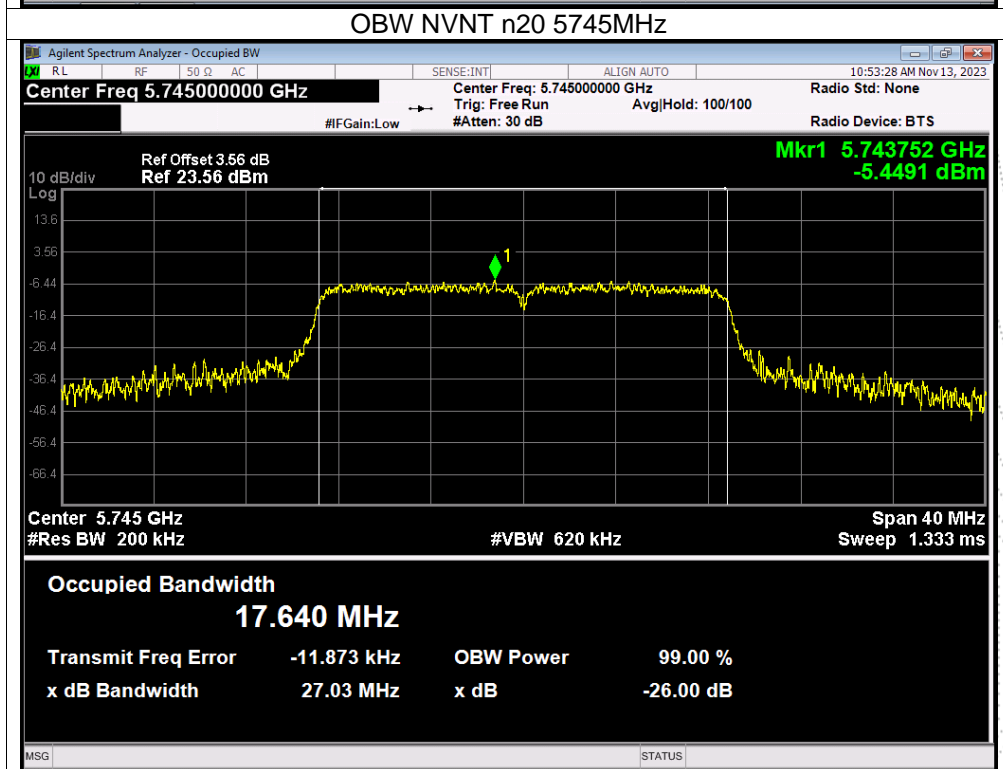 OBW NVNT n20 5745MHz
Agilent Spectrum Analyzer - Occupied BW
LXI RL RF 50 Ω AC SENSE:INT ALIGN AUTO 10:53:28 AM Nov 13, 2023
Center Freq 5.745000000 GHz Center Freq: 5.745000000 GHz Radio Std: None
Trig: Free Run Avg|Hold: 100/100
#IFGain:Low #Atten: 30 dB Radio Device: BTS
Ref Offset 3.56 dB Mkr1 5.743752 GHz
10 dB/div Ref 23.56 dBm -5.4491 dBm
Log
13.6
3.56
1
-6.44
-16.4
-26.4
-36.4
-46.4
-56.4
-66.4
Center 5.745 GHz Span 40 MHz
#Res BW 200 kHz #VBW 620 kHz Sweep 1.333 ms
Occupied Bandwidth
17.640 MHz
Transmit Freq Error -11.873 kHz OBW Power 99.00 %
x dB Bandwidth 27.03 MHz x dB -26.00 dB
MSG STATUS